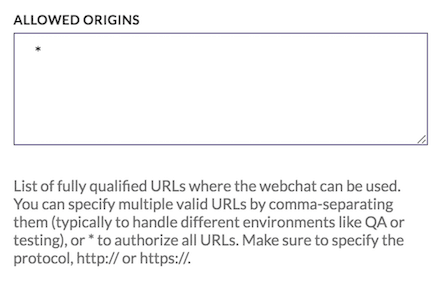 ALLOWED ORIGINS
*
List of fully qualified URLs where the webchat can be used.
You can specify multiple valid URLs by comma-separating
them (typically to handle different environments like QA or
testing), or * to authorize all URLs. Make sure to specify the
protocol, http:// or https://.